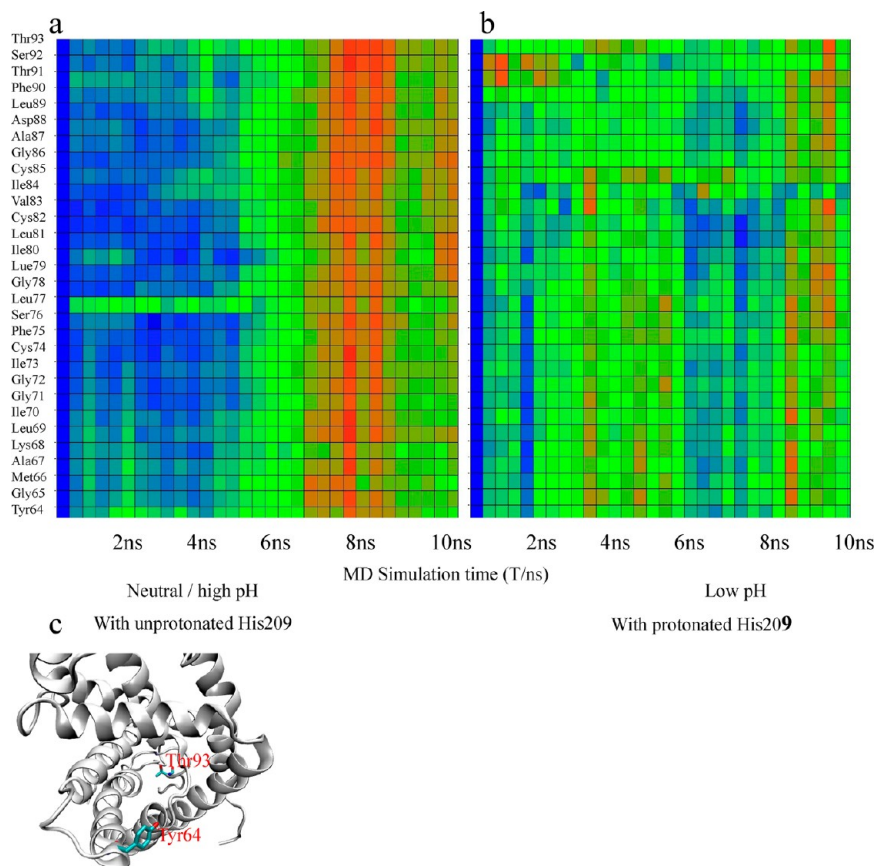 a
b
Thr93
Ser92
Thr91
Phe90
Leu89
Asp88
Ala87
Gly86
Cys85
Ile84
Val83
Cys82
Leu81
Ile80
Lue79
Gly78
Leu77
Ser76
Phe75
Cys74
Ile73
Gly72
Gly71
Ile70
Leu69
Lys68
Ala67
Met66
Gly65
Tyr64
2ns 4ns 6ns 8ns 10ns 2ns 4ns 6ns 8ns 10ns
MD Simulation time (T/ns)
Neutral / high pH
Low pH
With unprotonated His209
With protonated His209
c
Thr93
Tyr64